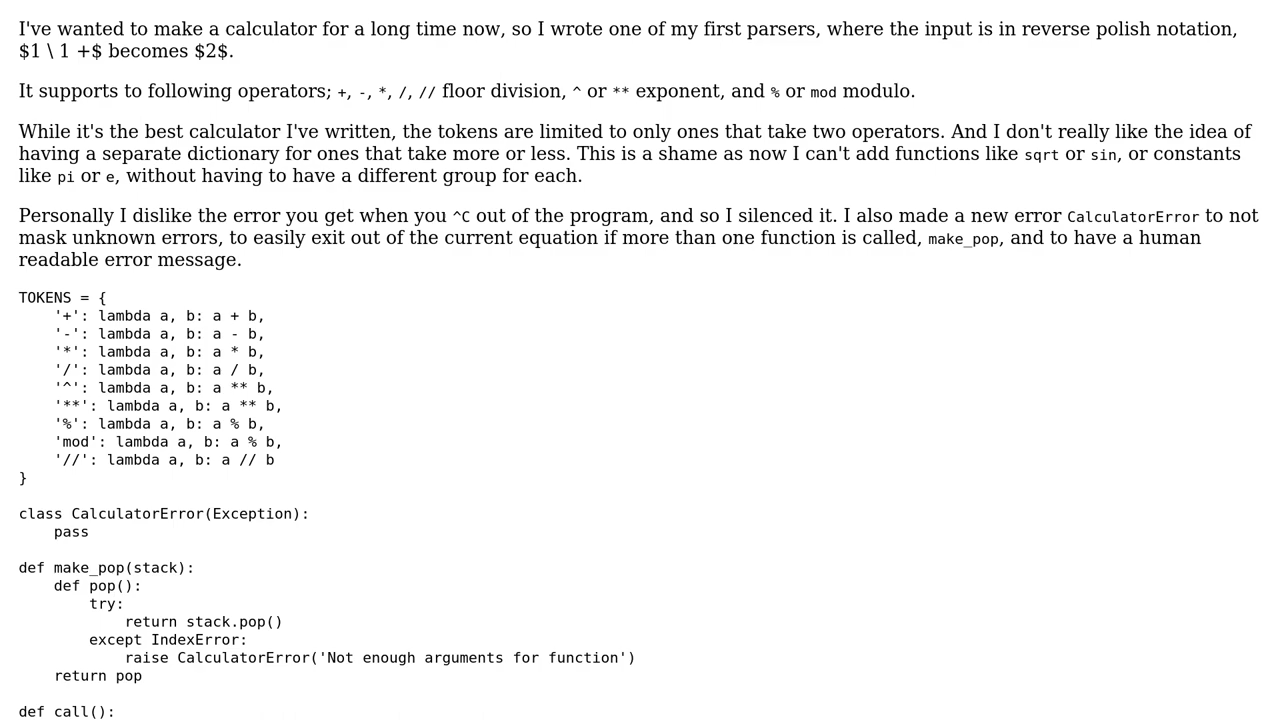 I've wanted to make a calculator for a long time now, so I wrote one of my first parsers, where the input is in reverse polish notation,
$1 \ 1 +$ becomes $2$.
It supports to following operators; +, -, *, /, // floor division, ^ or ** exponent, and % or mod modulo.
While it's the best calculator I've written, the tokens are limited to only ones that take two operators. And I don't really like the idea of
having a separate dictionary for ones that take more or less. This is a shame as now I can't add functions like sqrt or sin, or constants
like pi or e, without having to have a different group for each.
Personally I dislike the error you get when you ^C out of the program, and so I silenced it. I also made a new error CalculatorError to not
mask unknown errors, to easily exit out of the current equation if more than one function is called, make_pop, and to have a human
readable error message.
TOKENS = {
    '+': lambda a, b: a + b,
    '-': lambda a, b: a - b,
    '*': lambda a, b: a * b,
    '/': lambda a, b: a / b,
    '^': lambda a, b: a ** b,
    '**': lambda a, b: a ** b,
    '%': lambda a, b: a % b,
    'mod': lambda a, b: a % b,
    '//': lambda a, b: a // b
}
class CalculatorError(Exception):
    pass
def make_pop(stack):
    def pop():
        try:
            return stack.pop()
        except IndexError:
            raise CalculatorError('Not enough arguments for function')
    return pop
def call():